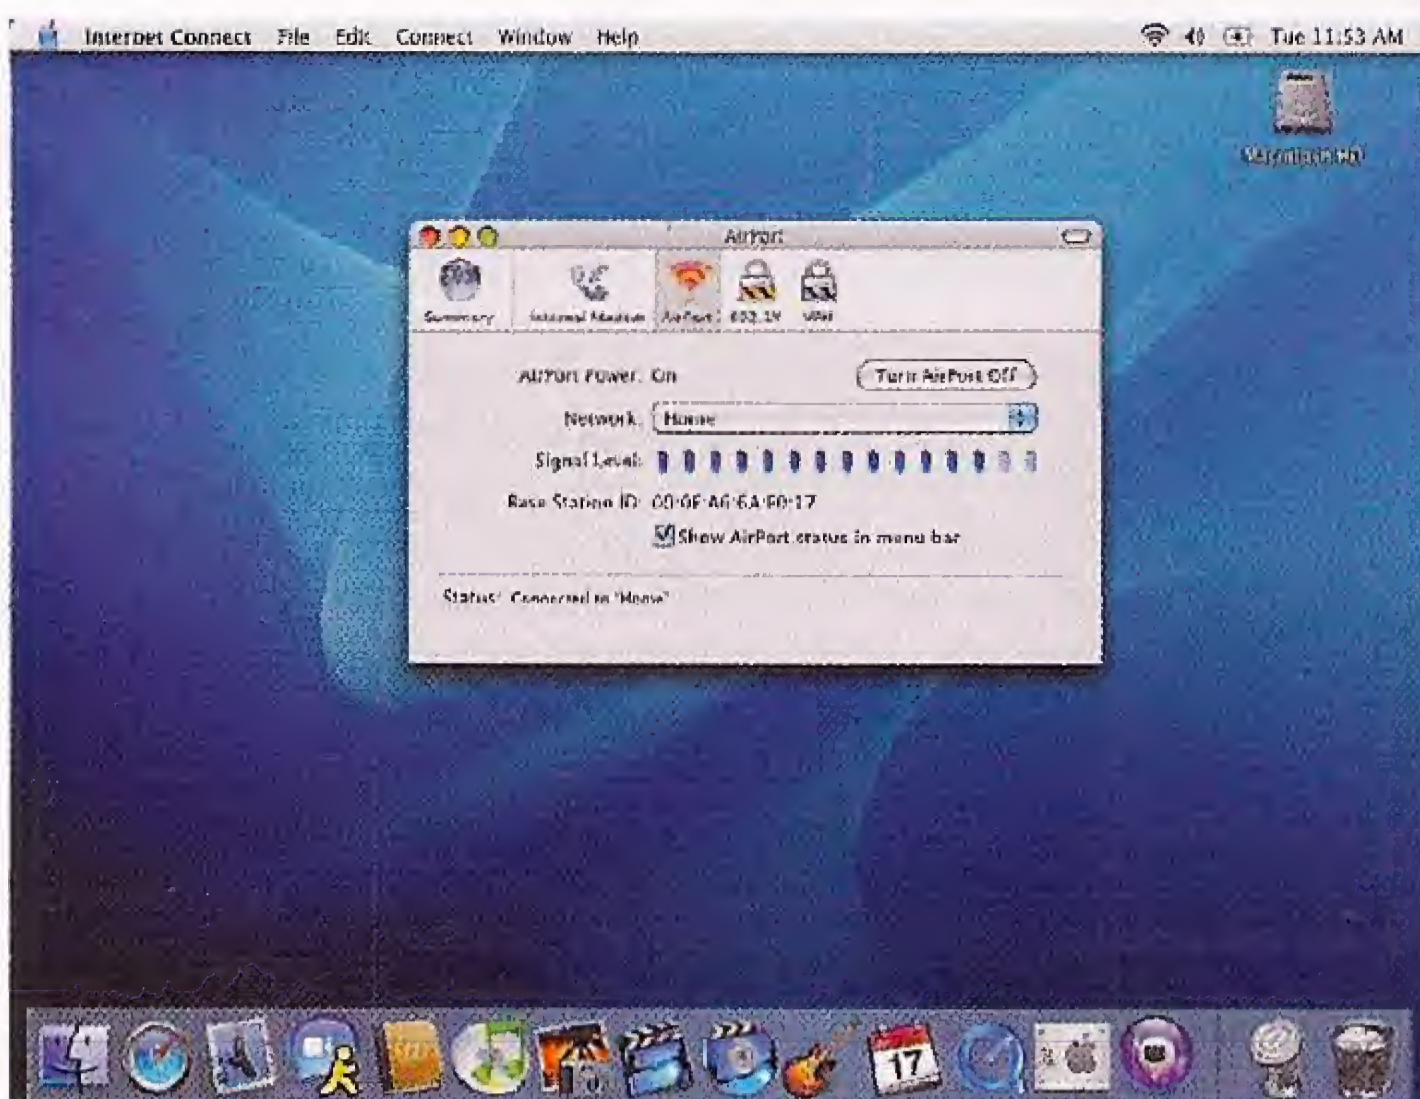 Internet Connect File Edit Connect Window Help Tue 11:53 AM
Macintosh HD
AirPort
Summary Internal Modem AirPort 802.1X VPN
AirPort Power: On Turn AirPort Off
Network: Home
Signal Level:
Base Station ID: 00:0F:A6:6A:F0:17
Show AirPort status in menu bar
Status: Connected to "Home"
17